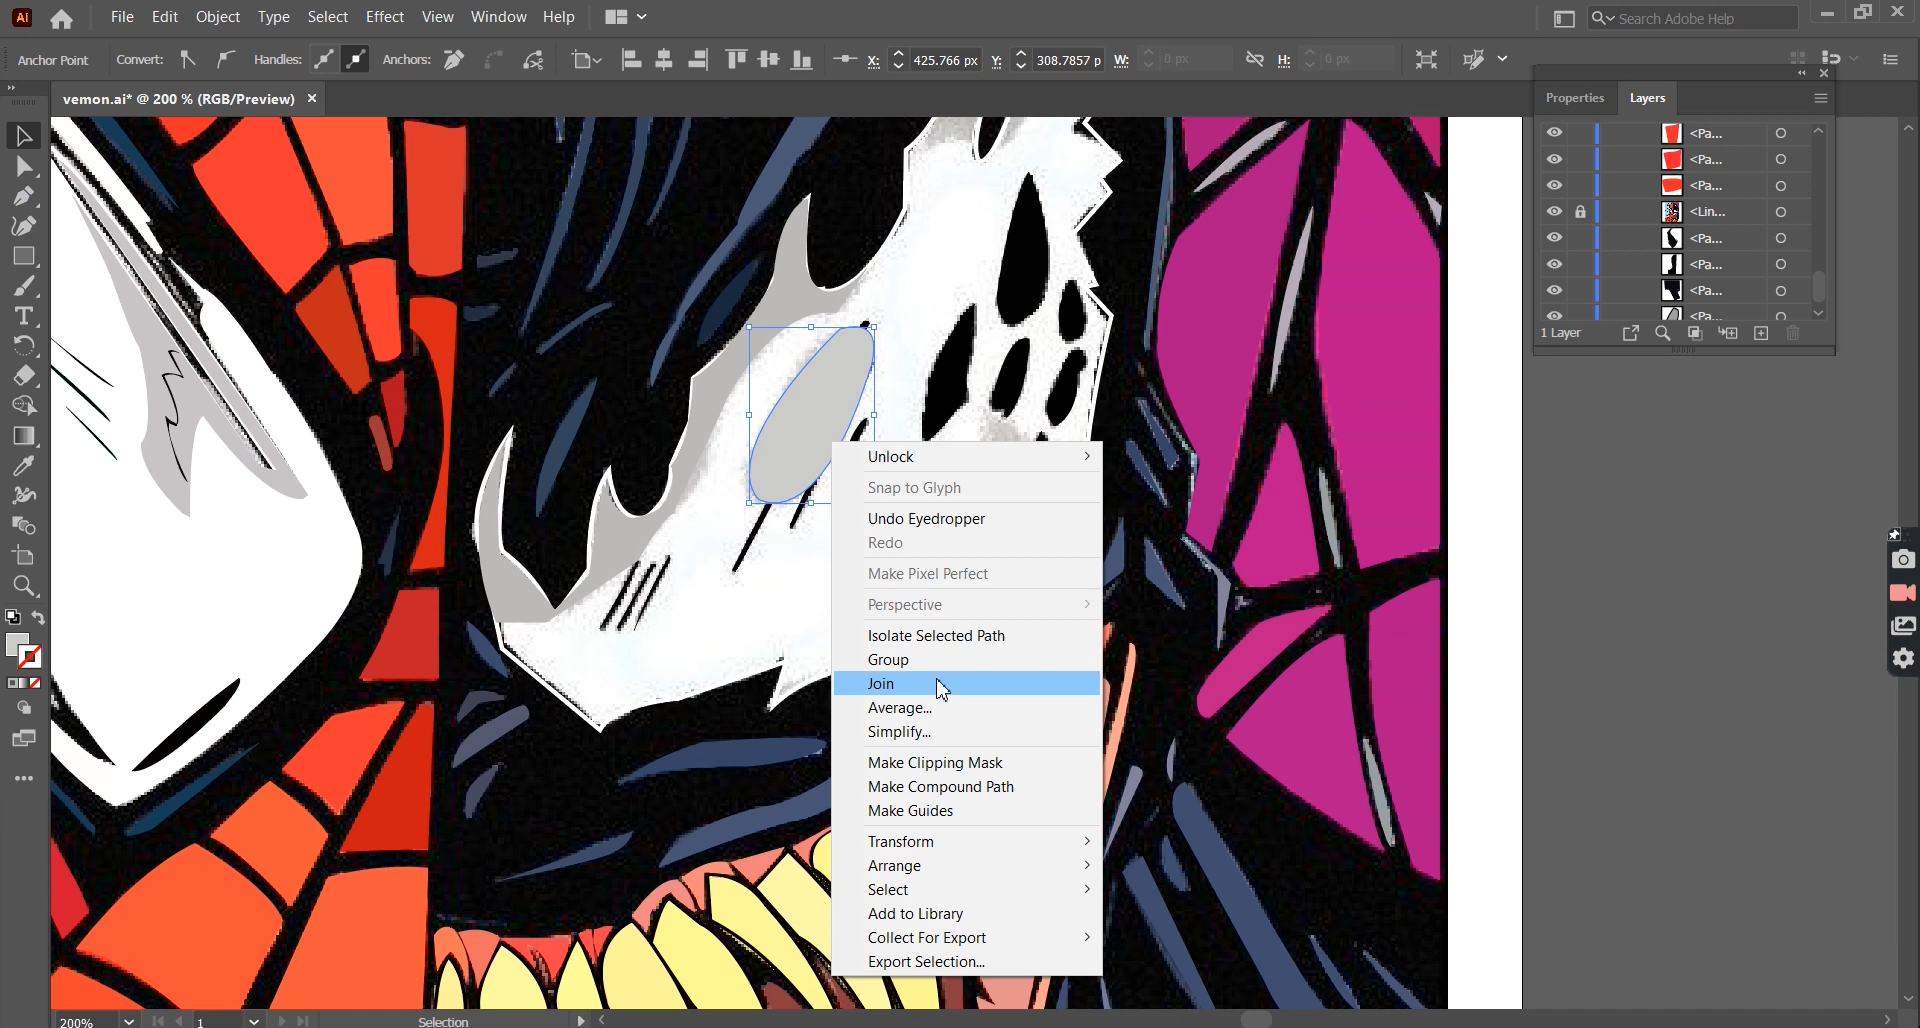 Ai
File Edit Object Type Select Effect View Window Help
Search Adobe Help
Anchor Point Convert: Handles: Anchors: X: 425.766 px Y: 308.7857 p W: 0 px H: 0 px
vemon.ai* @ 200 % (RGB/Preview)
Properties Layers
<Pa...
<Pa...
<Pa...
<Lin...
<Pa...
<Pa...
<Pa...
<Pa...
1 Layer
Unlock
Snap to Glyph
Undo Eyedropper
Redo
Make Pixel Perfect
Perspective
Isolate Selected Path
Group
Join
Average...
Simplify...
Make Clipping Mask
Make Compound Path
Make Guides
Transform
Arrange
Select
Add to Library
Collect For Export
Export Selection...
200% 1 Selection